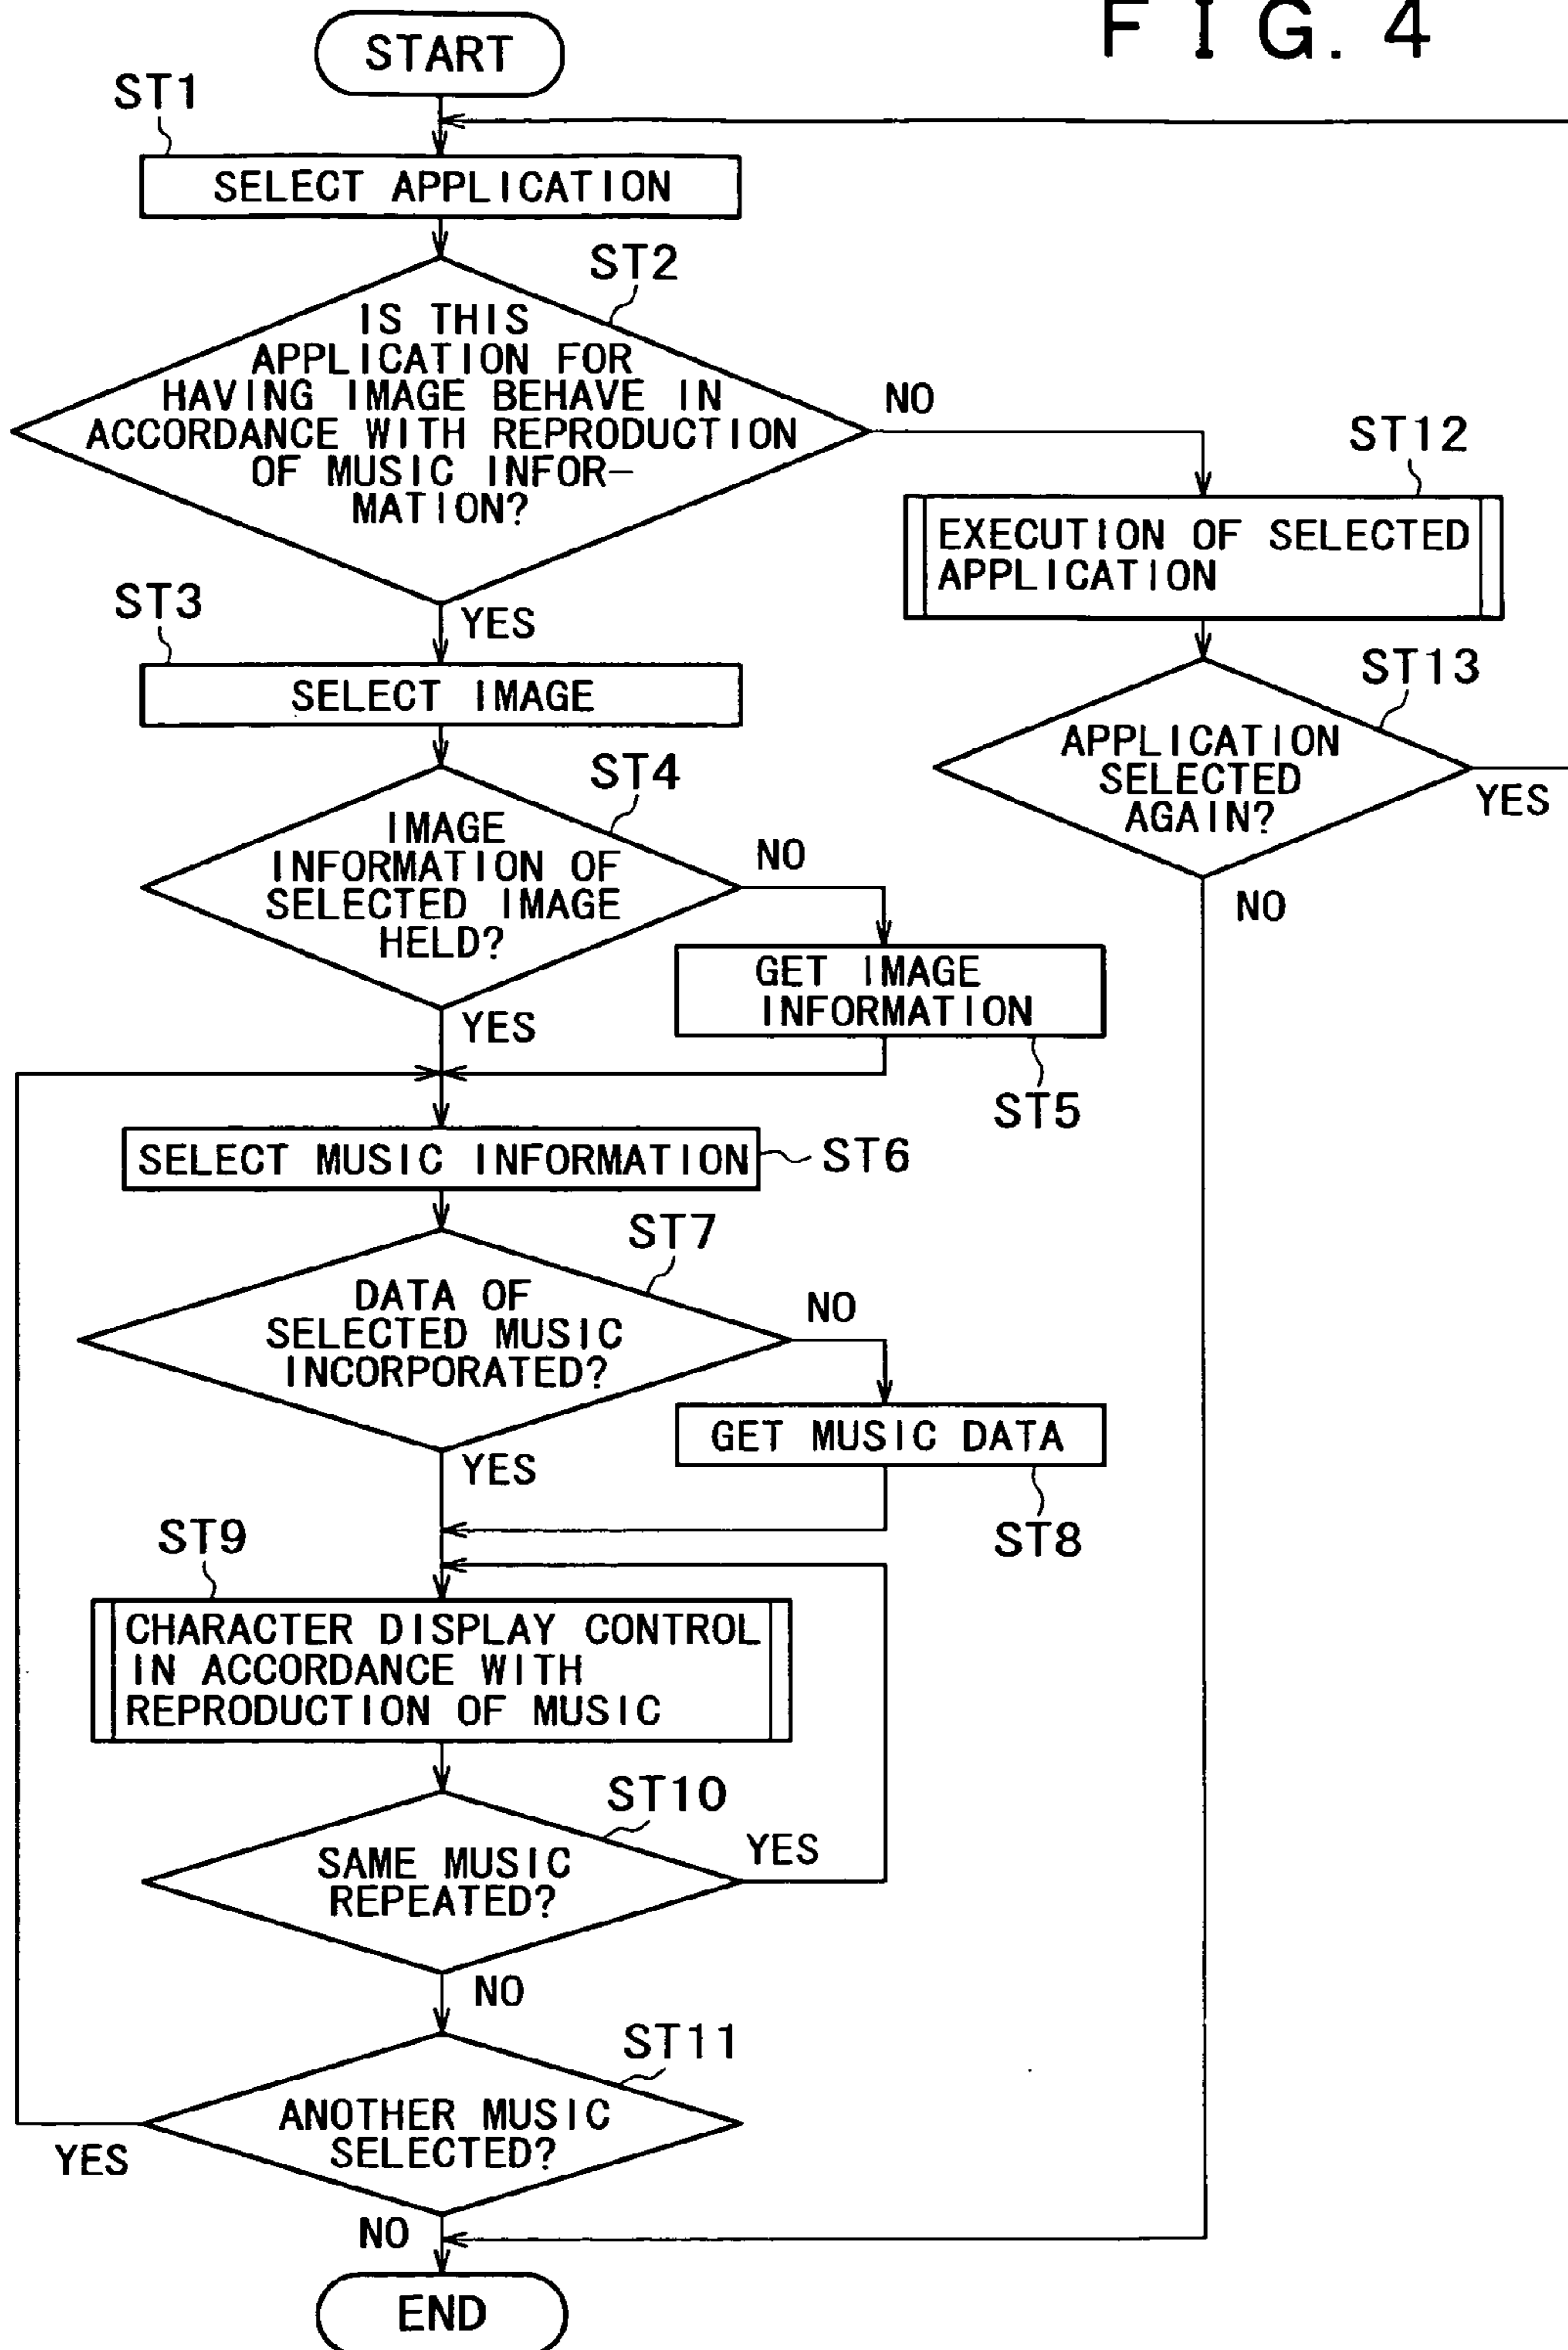 FIG. 4
START
ST1
SELECT APPLICATION
ST2
IS THIS
APPLICATION FOR
HAVING IMAGE BEHAVE IN
ACCORDANCE WITH REPRODUCTION
OF MUSIC INFOR-
MATION?
NO
YES
ST12
EXECUTION OF SELECTED
APPLICATION
ST3
SELECT IMAGE
ST13
APPLICATION
SELECTED
AGAIN?
YES
NO
ST4
IMAGE
INFORMATION OF
SELECTED IMAGE
HELD?
NO
YES
GET IMAGE
INFORMATION
ST5
SELECT MUSIC INFORMATION
ST6
ST7
DATA OF
SELECTED MUSIC
INCORPORATED?
NO
YES
GET MUSIC DATA
ST8
ST9
CHARACTER DISPLAY CONTROL
IN ACCORDANCE WITH
REPRODUCTION OF MUSIC
ST10
SAME MUSIC
REPEATED?
YES
NO
ST11
ANOTHER MUSIC
SELECTED?
YES
NO
END